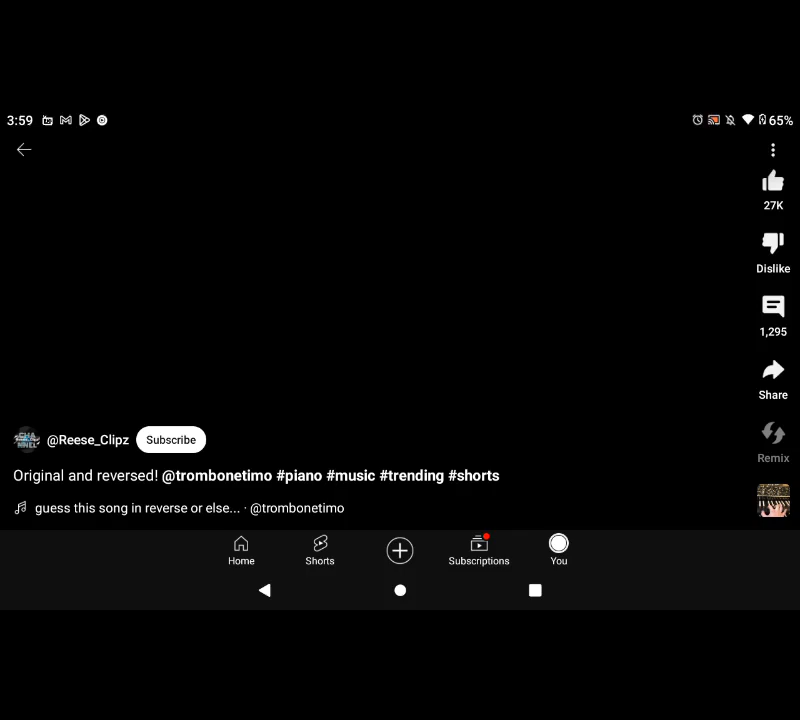 3:59
65%
27K
Dislike
1,295
Share
@Reese_Clipz Subscribe
Remix
Original and reversed! @trombonetimo #piano #music #trending #shorts
guess this song in reverse or else... · @trombonetimo
Home Shorts Subscriptions You